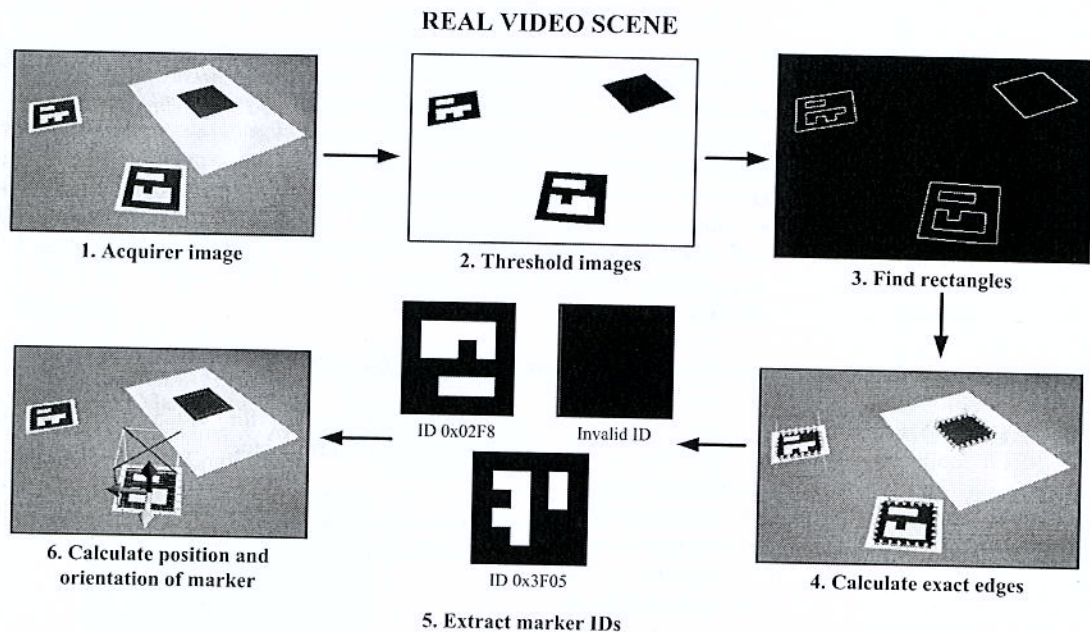 REAL VIDEO SCENE
1. Acquirer image
2. Threshold images
3. Find rectangles
ID 0x02F8
Invalid ID
ID 0x3F05
4. Calculate exact edges
5. Extract marker IDs
6. Calculate position and
orientation of marker